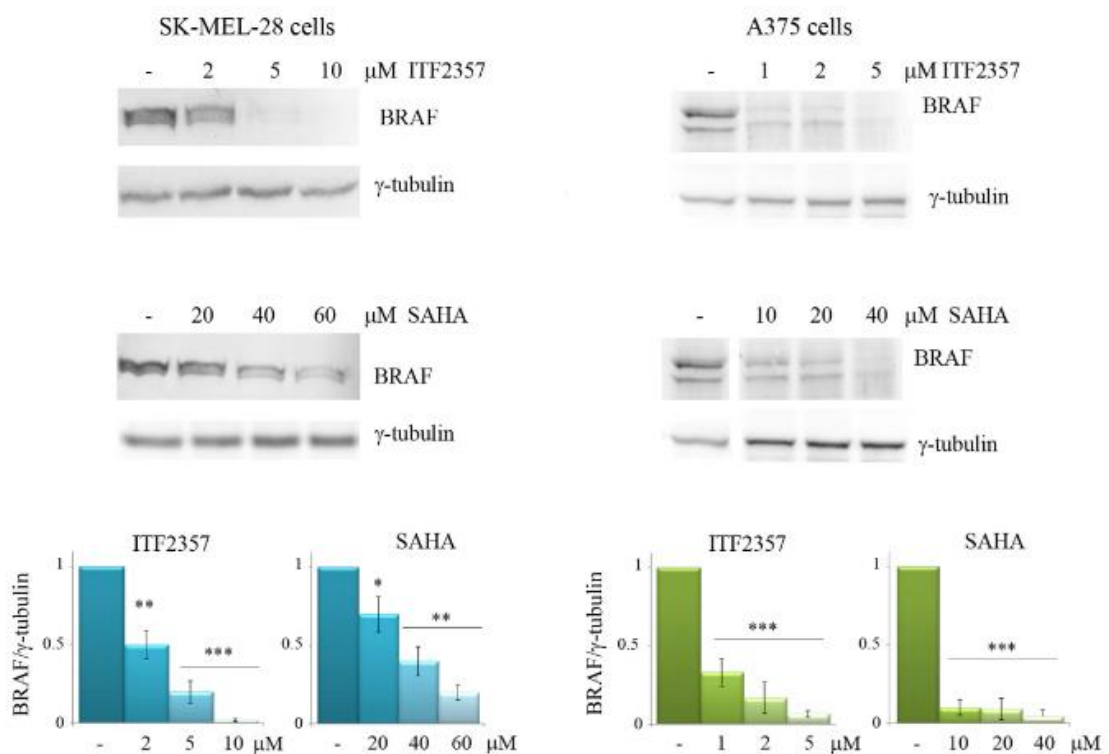 SK-MEL-28 cells
- 2 5 10 μM ITF2357
BRAF
γ-tubulin
- 20 40 60 μM SAHA
BRAF
γ-tubulin
ITF2357
BRAF/γ-tubulin
1
0.5
0
**
***
- 2 5 10 μM
SAHA
1
0.5
0
*
**
- 20 40 60 μM
A375 cells
- 1 2 5 μM ITF2357
BRAF
γ-tubulin
- 10 20 40 μM SAHA
BRAF
γ-tubulin
ITF2357
BRAF/γ-tubulin
1
0.5
0
***
- 1 2 5 μM
SAHA
1
0.5
0
***
- 10 20 40 μM